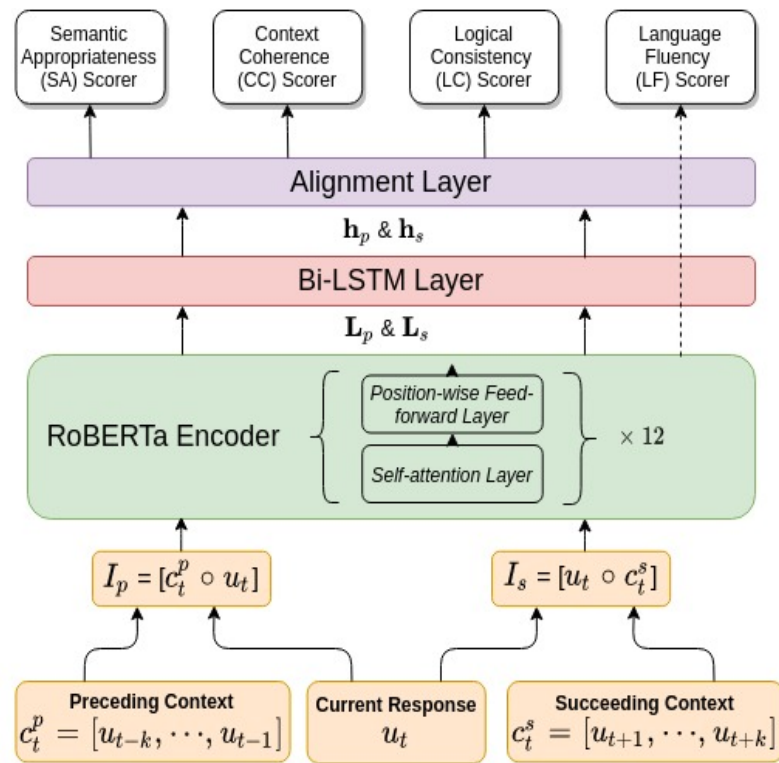 Semantic
Appropriateness
(SA) Scorer
Context
Coherence
(CC) Scorer
Logical
Consistency
(LC) Scorer
Language
Fluency
(LF) Scorer
Alignment Layer
h_p & h_s
Bi-LSTM Layer
L_p & L_s
RoBERTa Encoder
Position-wise Feed-
forward Layer
Self-attention Layer
× 12
I_p = [c_t^p ∘ u_t]
I_s = [u_t ∘ c_t^s]
Preceding Context
c_t^p = [u_{t-k}, ⋯, u_{t-1}]
Current Response
u_t
Succeeding Context
c_t^s = [u_{t+1}, ⋯, u_{t+k}]